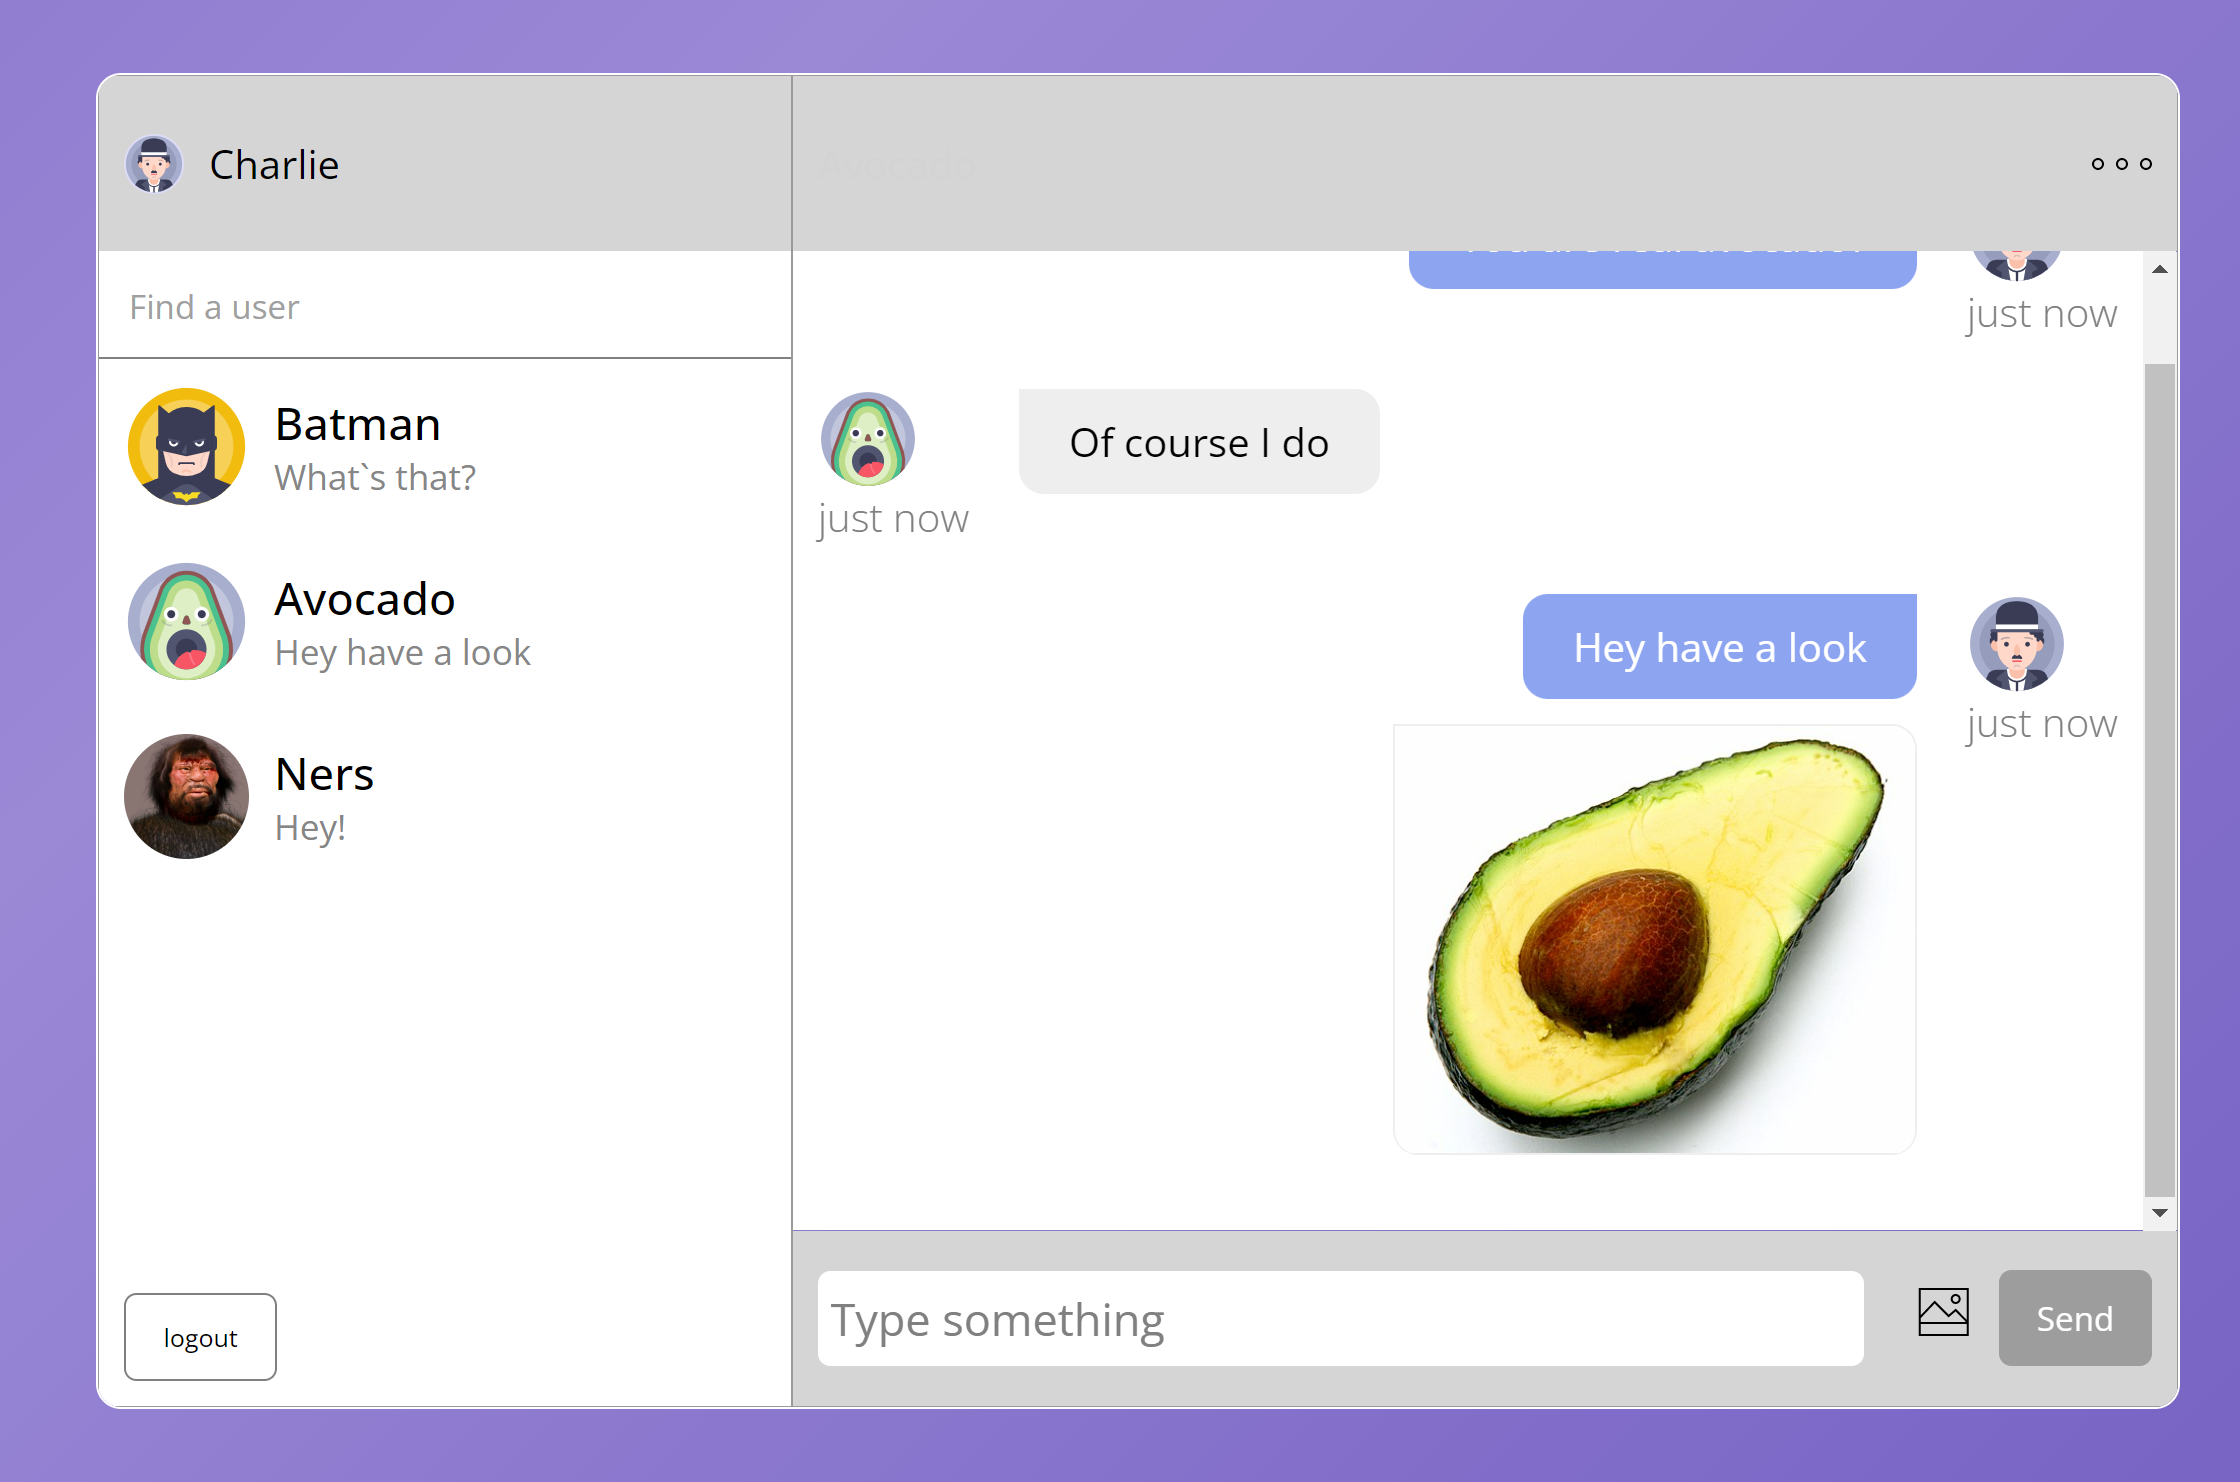 Charlie
Avocado
Find a user
Batman
What`s that?
Avocado
Hey have a look
Ners
Hey!
logout
just now
Of course I do
just now
Hey have a look
just now
Type something
Send